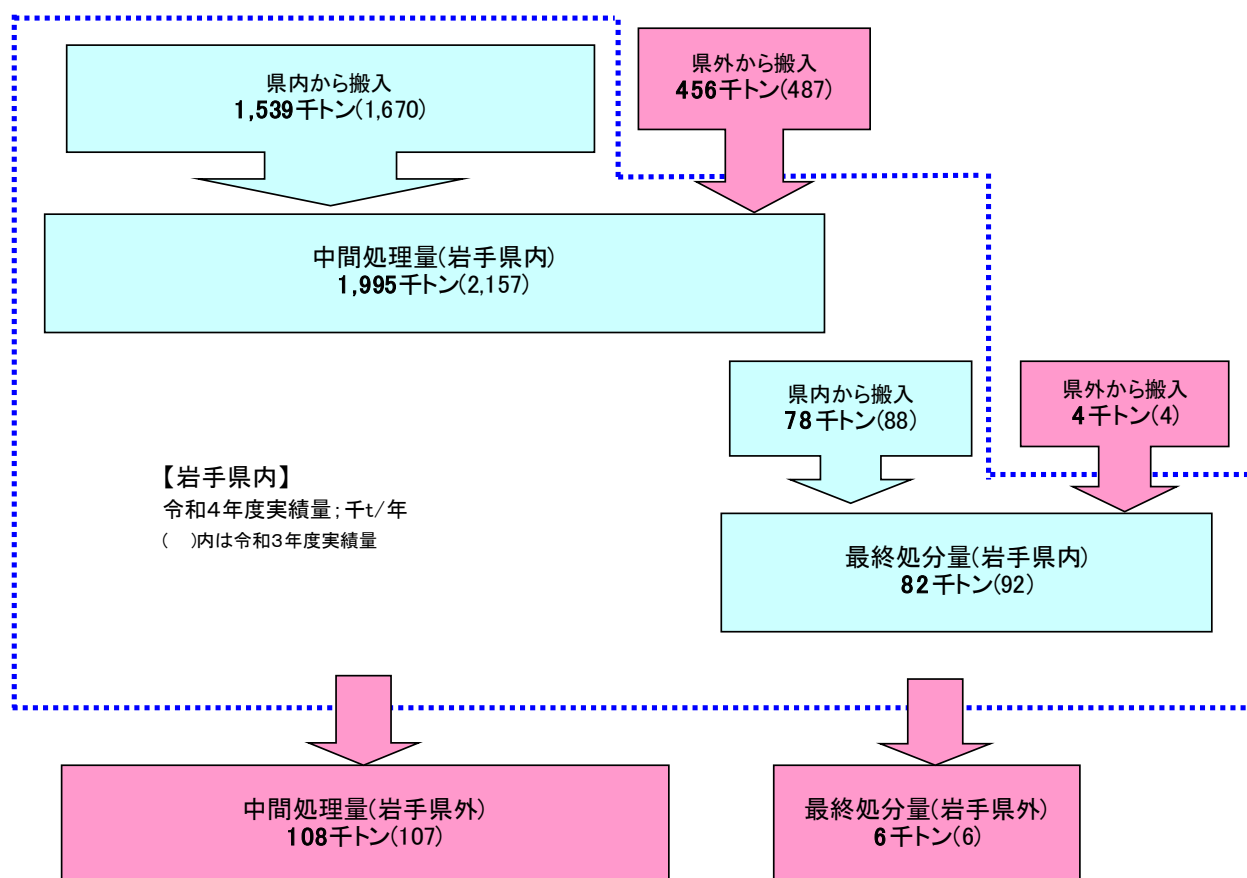 県内から搬入
1,539千トン(1,670)
県外から搬入
456千トン(487)
中間処理量(岩手県内)
1,995千トン(2,157)
県内から搬入
78千トン(88)
県外から搬入
4千トン(4)
【岩手県内】
令和4年度実績量;千t/年
(　)内は令和3年度実績量
最終処分量(岩手県内)
82千トン(92)
中間処理量(岩手県外)
108千トン(107)
最終処分量(岩手県外)
6千トン(6)